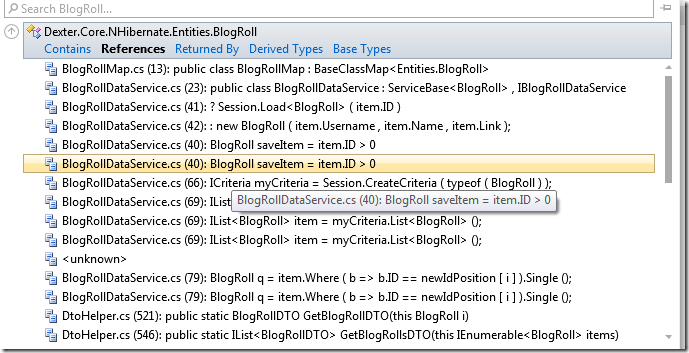 Search BlogRoll...
Dexter.Core.NHibernate.Entities.BlogRoll
Contains References Returned By Derived Types Base Types
BlogRollMap.cs (13): public class BlogRollMap : BaseClassMap<Entities.BlogRoll>
BlogRollDataService.cs (23): public class BlogRollDataService : ServiceBase<BlogRoll> , IBlogRollDataService
BlogRollDataService.cs (41): ? Session.Load<BlogRoll> ( item.ID )
BlogRollDataService.cs (42): : new BlogRoll ( item.Username , item.Name , item.Link );
BlogRollDataService.cs (40): BlogRoll saveItem = item.ID > 0
BlogRollDataService.cs (40): BlogRoll saveItem = item.ID > 0
BlogRollDataService.cs (66): ICriteria myCriteria = Session.CreateCriteria ( typeof ( BlogRoll ) );
BlogRollDataService.cs (69): IList
BlogRollDataService.cs (40): BlogRoll saveItem = item.ID > 0
BlogRollDataService.cs (69): IList<BlogRoll> item = myCriteria.List<BlogRoll> ();
BlogRollDataService.cs (69): IList<BlogRoll> item = myCriteria.List<BlogRoll> ();
<unknown>
BlogRollDataService.cs (79): BlogRoll q = item.Where ( b => b.ID == newIdPosition [ i ] ).Single ();
BlogRollDataService.cs (79): BlogRoll q = item.Where ( b => b.ID == newIdPosition [ i ] ).Single ();
DtoHelper.cs (521): public static BlogRollDTO GetBlogRollDTO(this BlogRoll i)
DtoHelper.cs (546): public static IList<BlogRollDTO> GetBlogRollsDTO(this IEnumerable<BlogRoll> items)